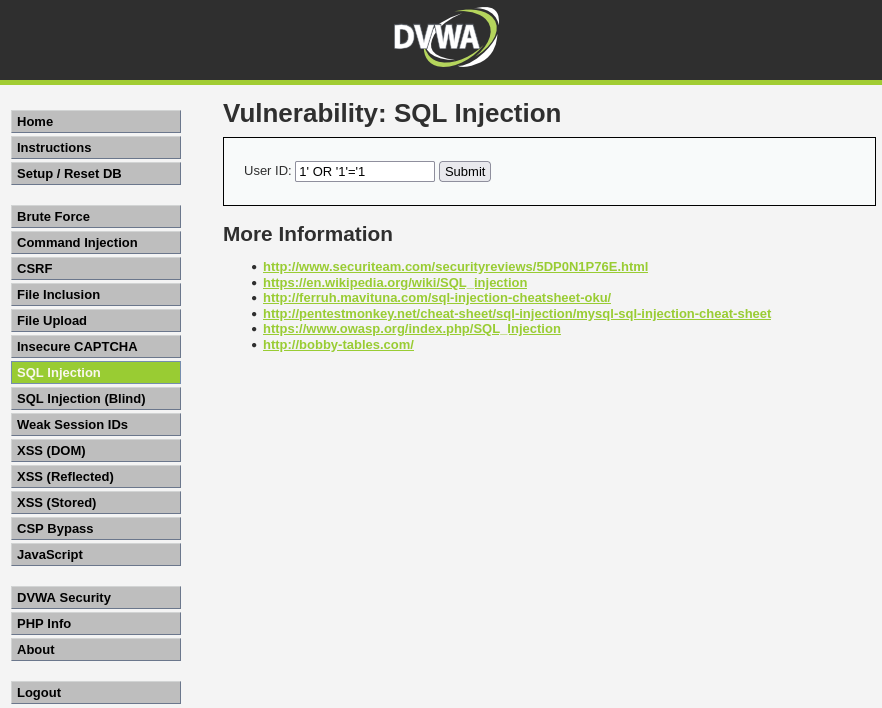 DVWA
Home
Instructions
Setup / Reset DB
Brute Force
Command Injection
CSRF
File Inclusion
File Upload
Insecure CAPTCHA
SQL Injection
SQL Injection (Blind)
Weak Session IDs
XSS (DOM)
XSS (Reflected)
XSS (Stored)
CSP Bypass
JavaScript
DVWA Security
PHP Info
About
Logout
Vulnerability: SQL Injection
User ID: 1' OR '1'='1 Submit
More Information
http://www.securiteam.com/securityreviews/5DP0N1P76E.html
https://en.wikipedia.org/wiki/SQL_injection
http://ferruh.mavituna.com/sql-injection-cheatsheet-oku/
http://pentestmonkey.net/cheat-sheet/sql-injection/mysql-sql-injection-cheat-sheet
https://www.owasp.org/index.php/SQL_Injection
http://bobby-tables.com/